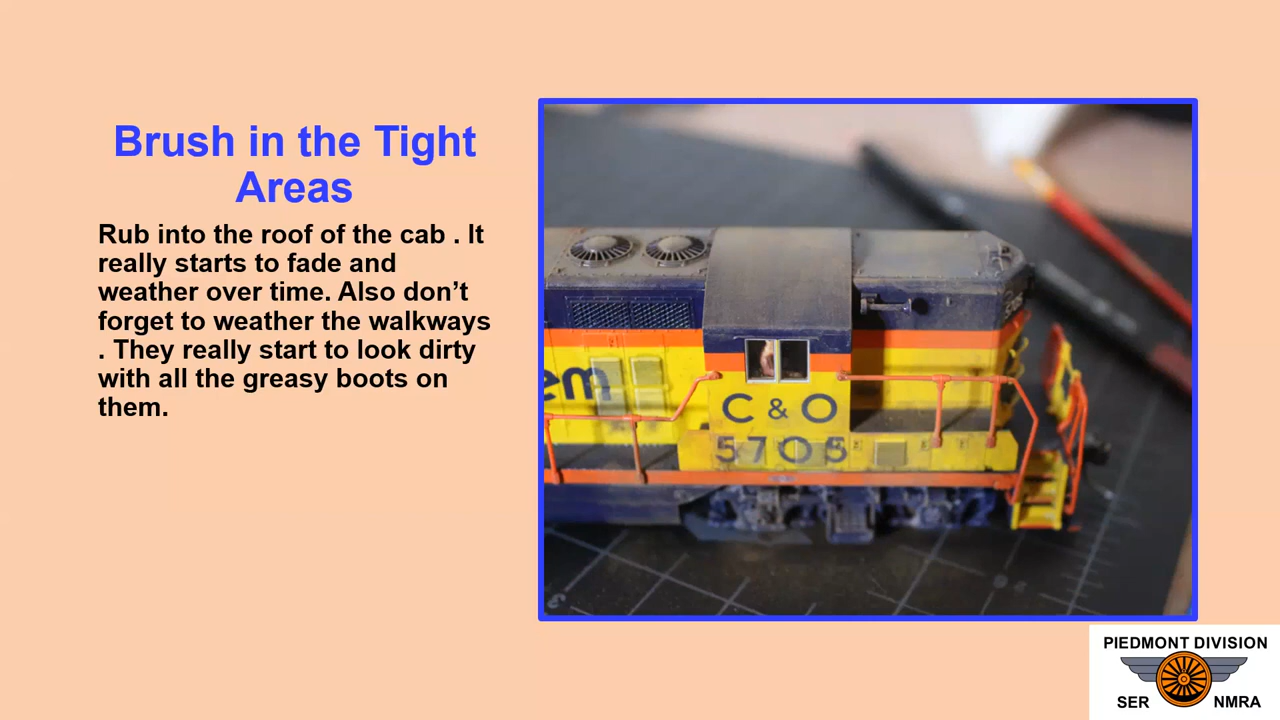 Brush in the Tight
Areas
Rub into the roof of the cab . It
really starts to fade and
weather over time. Also don’t
forget to weather the walkways
. They really start to look dirty
with all the greasy boots on
them.
em
C & O
5705
PIEDMONT DIVISION
SER NMRA